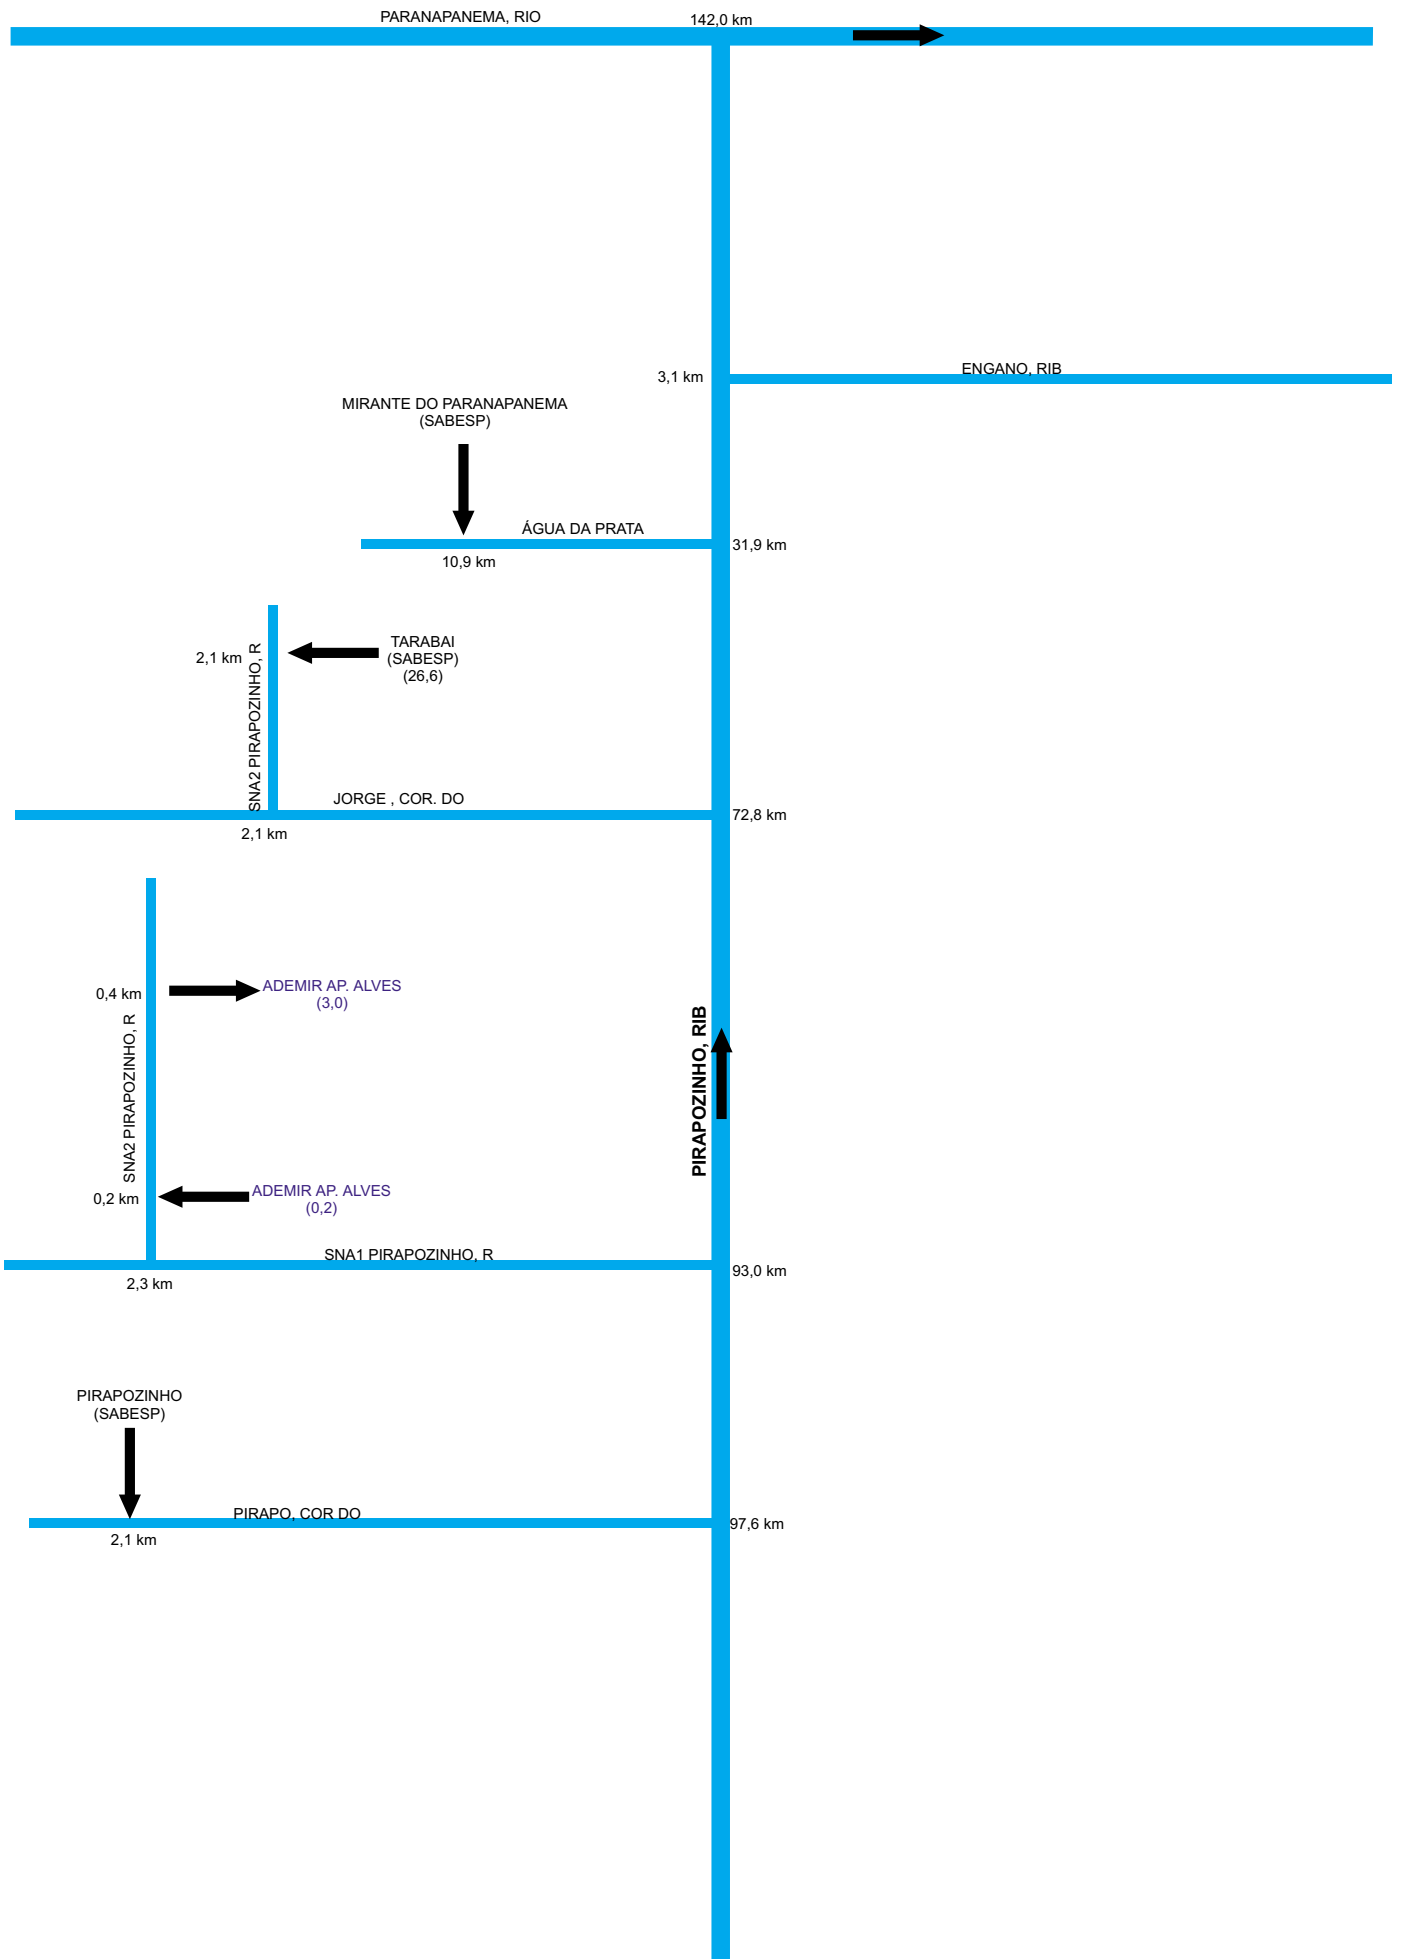 PARANAPANEMA, RIO
142,0 km
ENGANO, RIB
3,1 km
MIRANTE DO PARANAPANEMA
(SABESP)
ÁGUA DA PRATA
31,9 km
10,9 km
TARABAI
(SABESP)
(26,6)
2,1 km
SNA2 PIRAPOZINHO, R
JORGE , COR. DO
72,8 km
2,1 km
0,4 km
ADEMIR AP. ALVES
(3,0)
SNA2 PIRAPOZINHO, R
PIRAPOZINHO, RIB
0,2 km
ADEMIR AP. ALVES
(0,2)
SNA1 PIRAPOZINHO, R
93,0 km
2,3 km
PIRAPOZINHO
(SABESP)
PIRAPO, COR DO
97,6 km
2,1 km